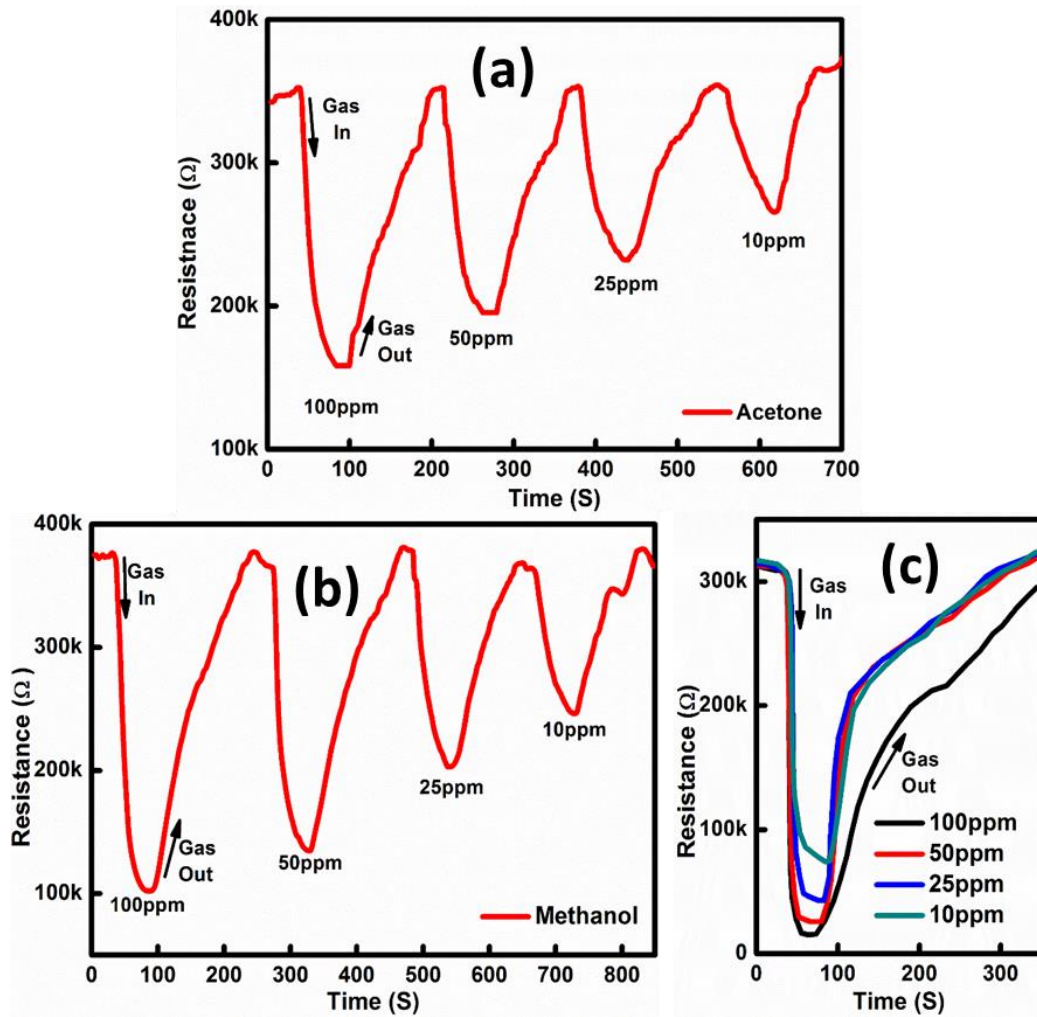 400k
(a)
Gas
In
300k
Resistnace (Ω)
10ppm
25ppm
200k
Gas
Out
50ppm
100ppm
Acetone
100k
0 100 200 300 400 500 600 700
Time (S)
400k
(b)
Gas
In
300k
Resistance (Ω)
10ppm
25ppm
200k
50ppm
Gas
Out
100k
100ppm
Methanol
0 100 200 300 400 500 600 700 800
Time (S)
(c)
300k
Gas
In
200k
Resistance (Ω)
Gas
Out
100k
100ppm
50ppm
25ppm
10ppm
0
0 100 200 300
Time (S)